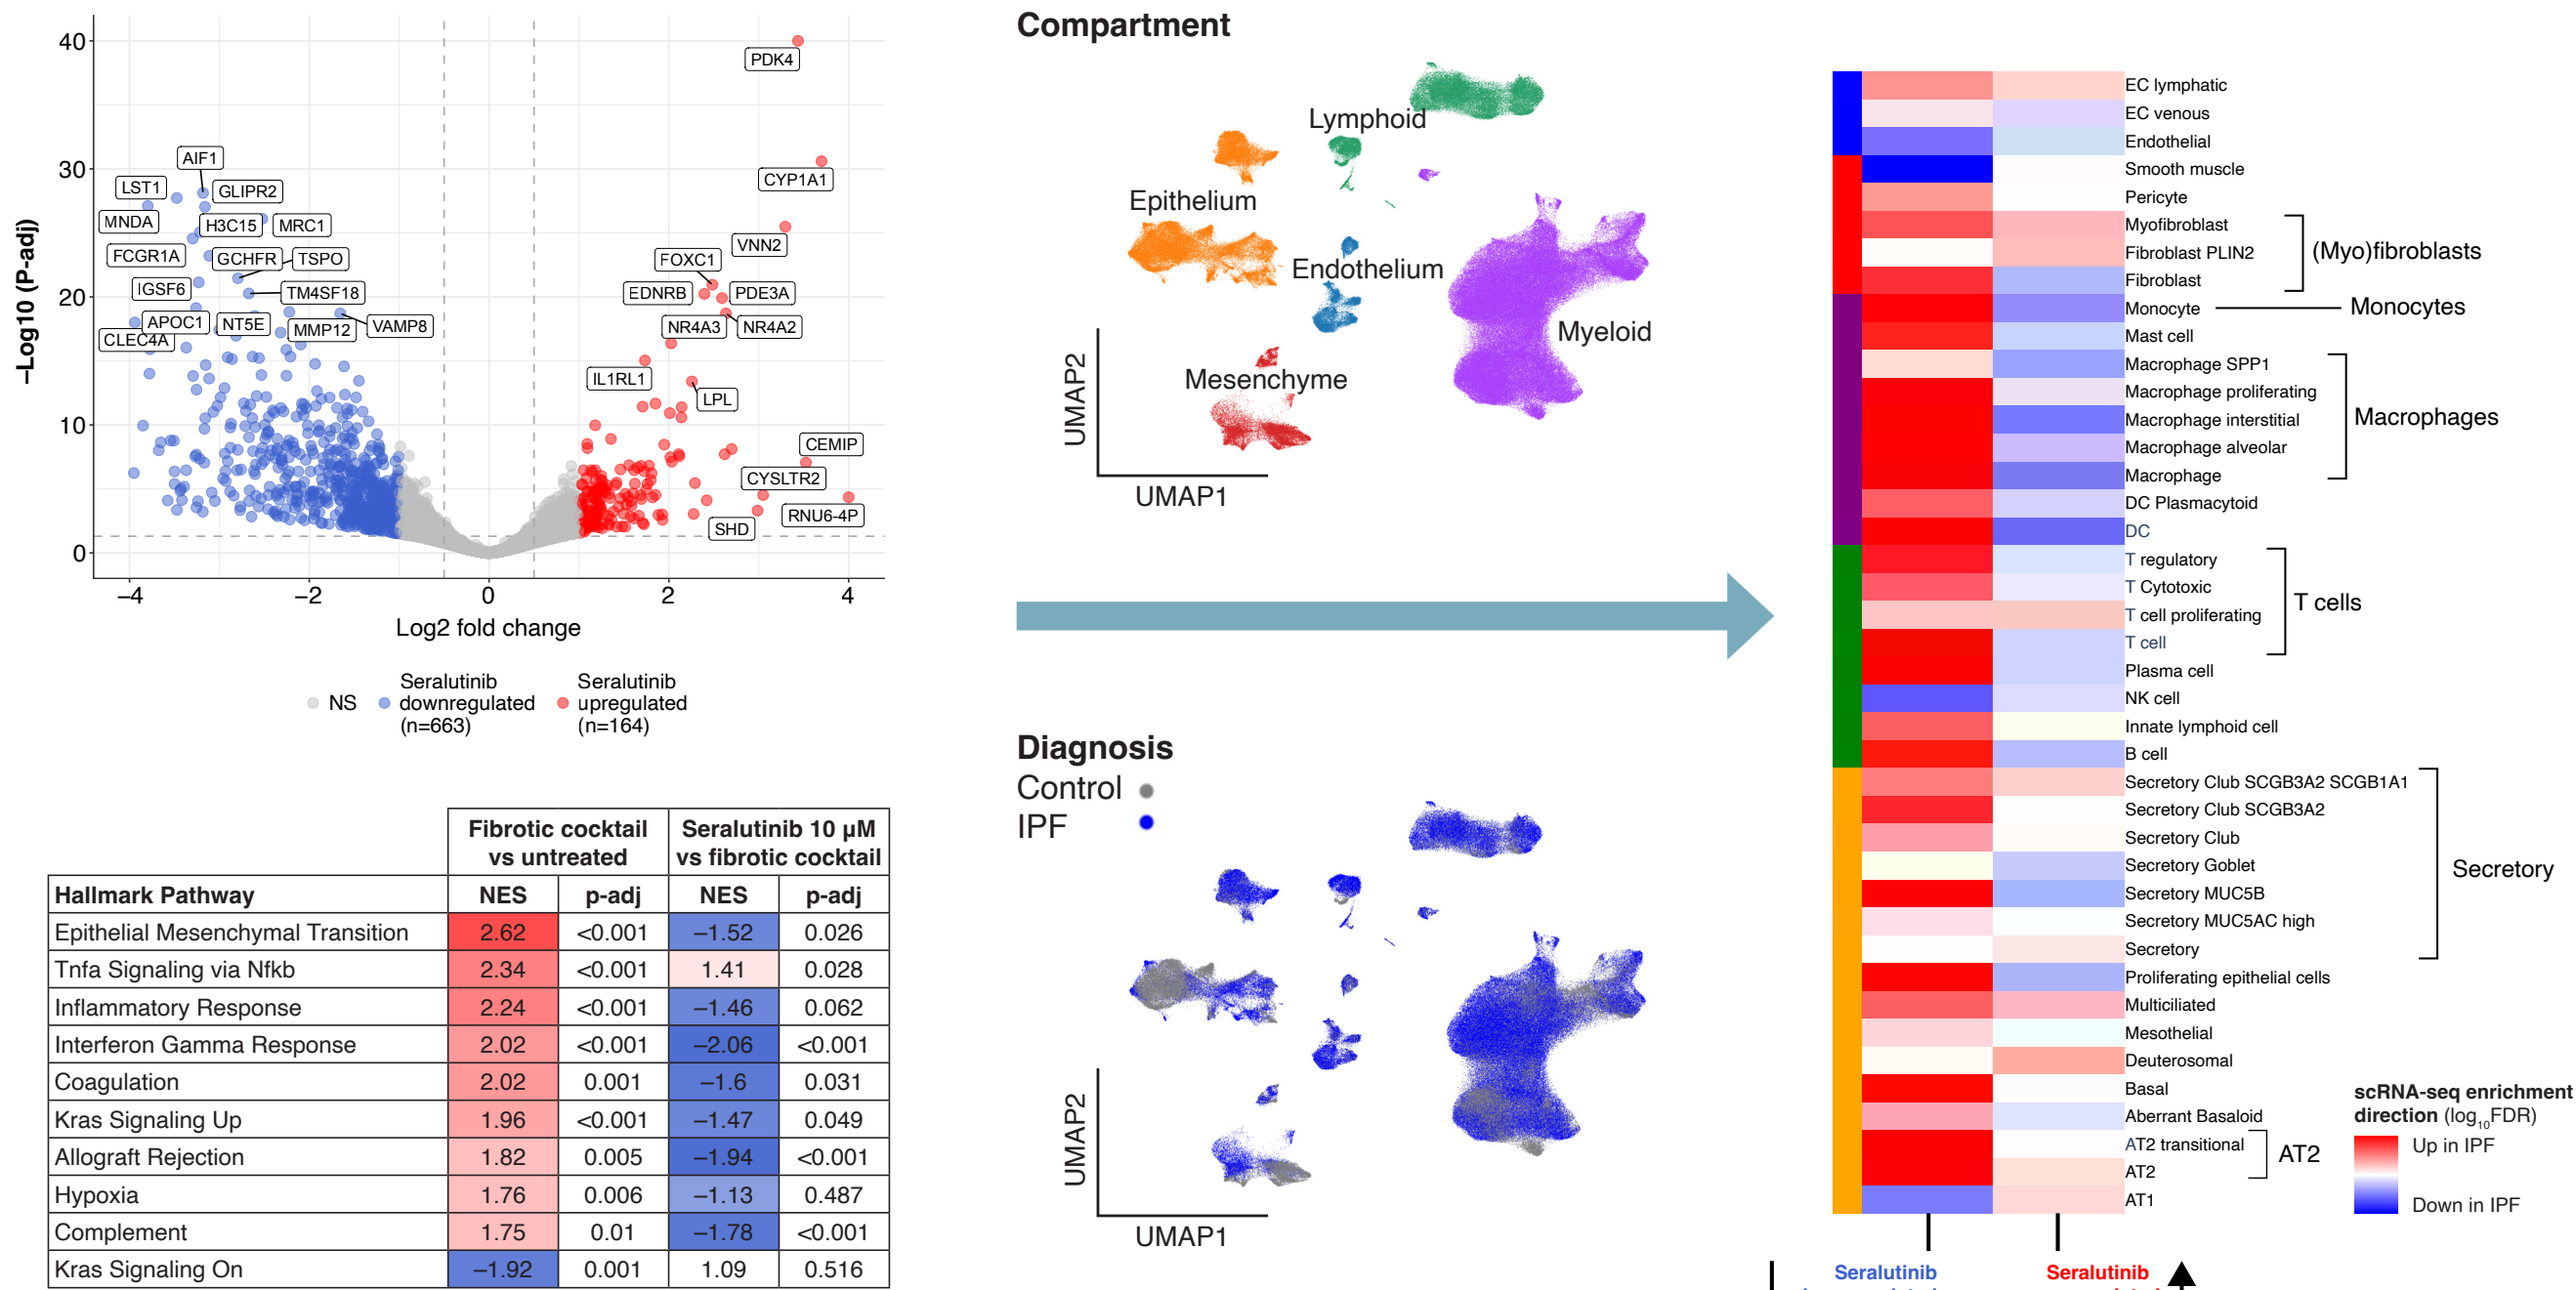 40
30
20
10
0
–Log10 (P-adj)
PDK4
AIF1
CYP1A1
LST1
GLIPR2
MNDA
H3C15
MRC1
VNN2
FCGR1A
GCHFR
TSPO
FOXC1
IGSF6
TM4SF18
EDNRB
PDE3A
APOC1
NT5E
MMP12
VAMP8
NR4A3
NR4A2
CLEC4A
IL1RL1
LPL
CEMIP
CYSLTR2
RNU6-4P
SHD
–4
–2
0
2
4
Log2 fold change
NS
Seralutinib
downregulated
(n=663)
Seralutinib
upregulated
(n=164)
Fibrotic cocktail
vs untreated
Seralutinib 10 µM
vs fibrotic cocktail
Hallmark Pathway NES p-adj NES p-adj
Epithelial Mesenchymal Transition 2.62 <0.001 –1.52 0.026
Tnfa Signaling via Nfkb 2.34 <0.001 1.41 0.028
Inflammatory Response 2.24 <0.001 –1.46 0.062
Interferon Gamma Response 2.02 <0.001 –2.06 <0.001
Coagulation 2.02 0.001 –1.6 0.031
Kras Signaling Up 1.96 <0.001 –1.47 0.049
Allograft Rejection 1.82 0.005 –1.94 <0.001
Hypoxia 1.76 0.006 –1.13 0.487
Complement 1.75 0.01 –1.78 <0.001
Kras Signaling On –1.92 0.001 1.09 0.516
Compartment
Lymphoid
Epithelium
Endothelium
Myeloid
Mesenchyme
UMAP2
UMAP1
Diagnosis
Control
IPF
UMAP2
UMAP1
EC lymphatic
EC venous
Endothelial
Smooth muscle
Pericyte
Myofibroblast
Fibroblast PLIN2
Fibroblast
(Myo)fibroblasts
Monocyte
Monocytes
Mast cell
Macrophage SPP1
Macrophage proliferating
Macrophage interstitial
Macrophage alveolar
Macrophage
Macrophages
DC Plasmacytoid
DC
T regulatory
T Cytotoxic
T cell proliferating
T cell
T cells
Plasma cell
NK cell
Innate lymphoid cell
B cell
Secretory Club SCGB3A2 SCGB1A1
Secretory Club SCGB3A2
Secretory Club
Secretory Goblet
Secretory MUC5B
Secretory MUC5AC high
Secretory
Secretory
Proliferating epithelial cells
Multiciliated
Mesothelial
Deuterosomal
Basal
Aberrant Basaloid
AT2 transitional
AT2
AT2
AT1
scRNA-seq enrichment
direction (log10FDR)
Up in IPF
Down in IPF
Seralutinib
Seralutinib